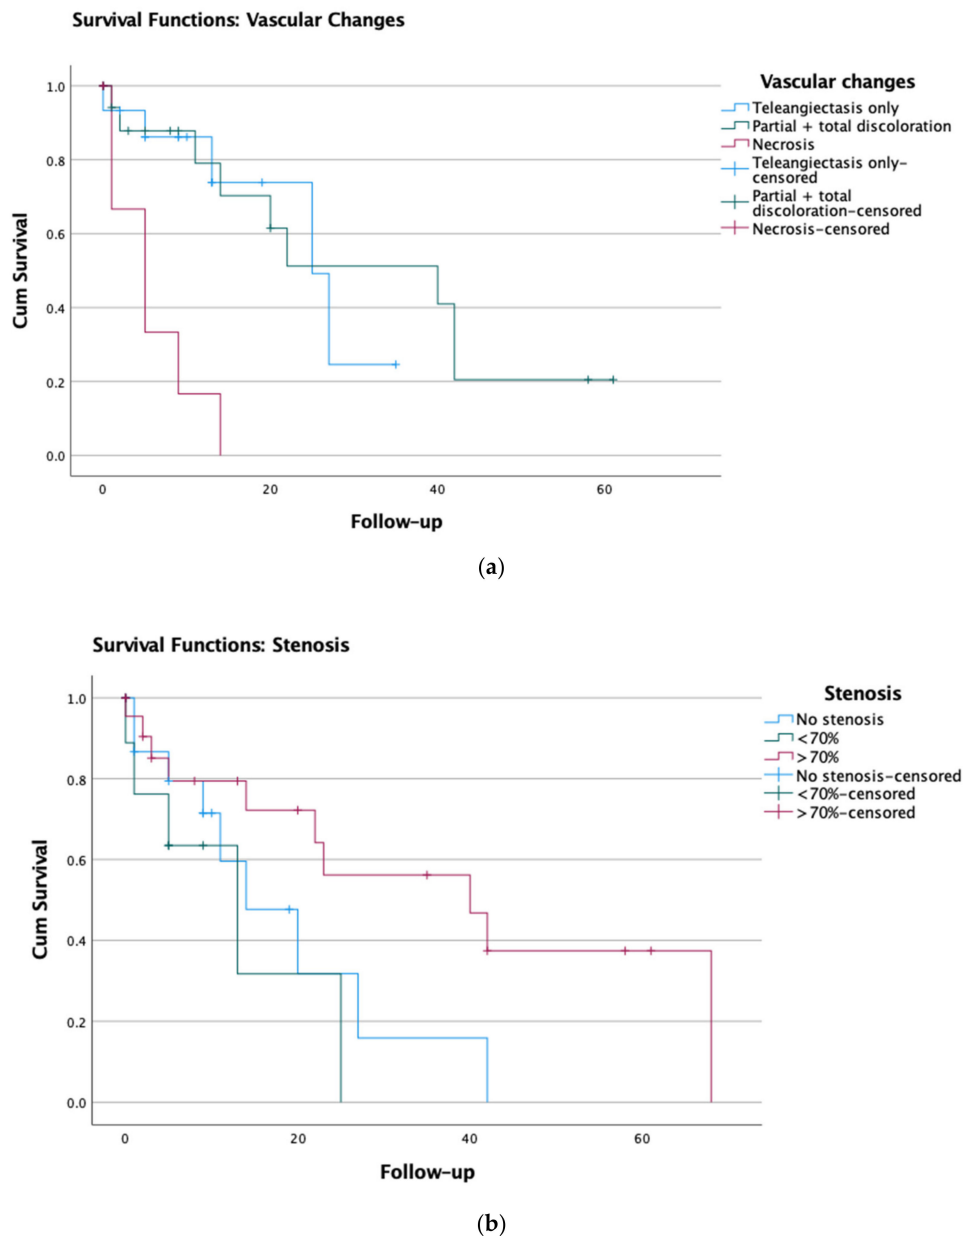 Survival Functions: Vascular Changes
Vascular changes
Teleangiectasis only
Partial + total discoloration
Necrosis
Teleangiectasis only-
censored
Partial + total
discoloration-censored
Necrosis-censored
Cum Survival
1.0
0.8
0.6
0.4
0.2
0.0
0 20 40 60
Follow-up
(a)
Survival Functions: Stenosis
Stenosis
No stenosis
<70%
>70%
No stenosis-censored
<70%-censored
>70%-censored
Cum Survival
1.0
0.8
0.6
0.4
0.2
0.0
0 20 40 60
Follow-up
(b)